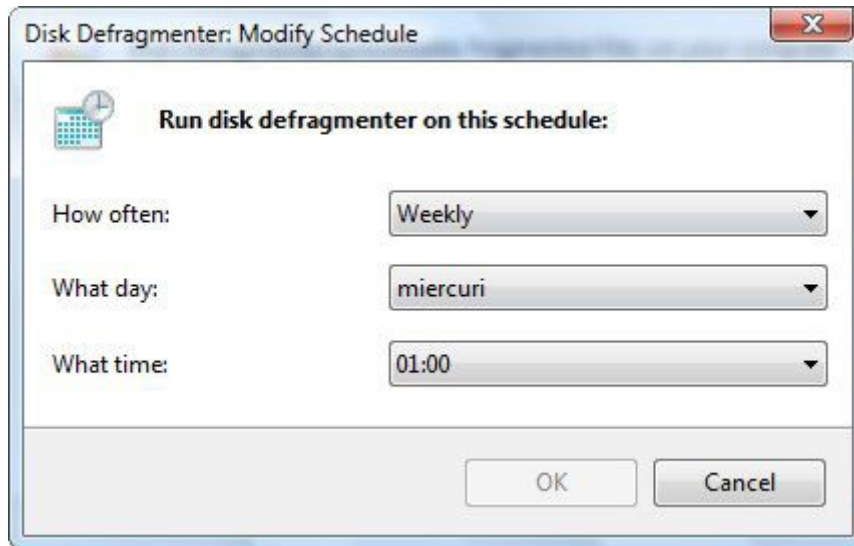 Disk Defragmenter: Modify Schedule
Run disk defragmenter on this schedule:
How often: Weekly
What day: miercuri
What time: 01:00
OK Cancel